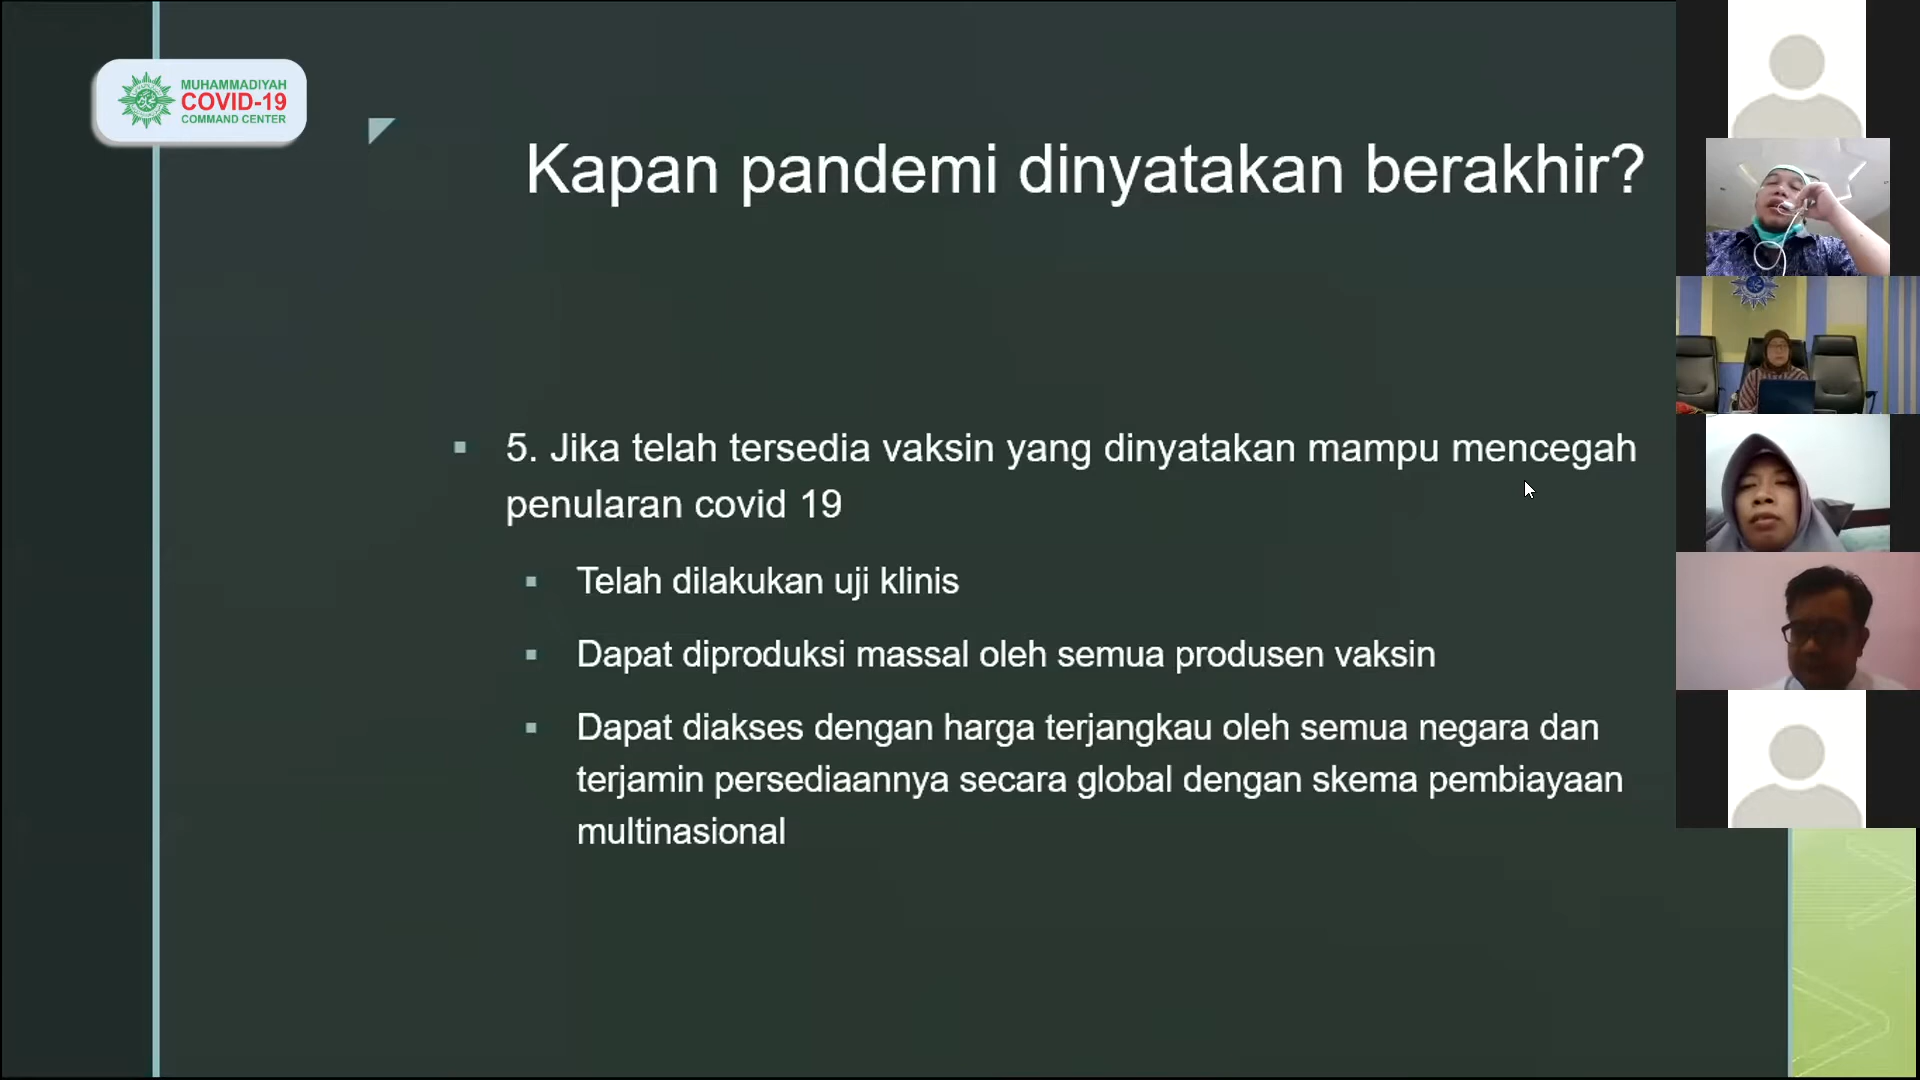 MUHAMMADIYAH
COVID-19
COMMAND CENTER
Kapan pandemi dinyatakan berakhir?
5. Jika telah tersedia vaksin yang dinyatakan mampu mencegah
penularan covid 19
Telah dilakukan uji klinis
Dapat diproduksi massal oleh semua produsen vaksin
Dapat diakses dengan harga terjangkau oleh semua negara dan
terjamin persediaannya secara global dengan skema pembiayaan
multinasional